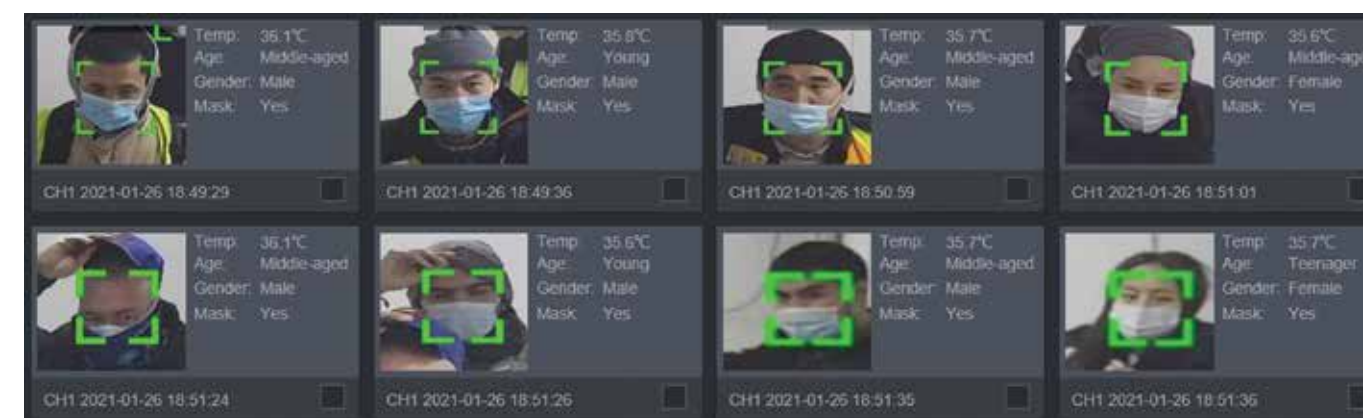 Temp: 36.1°C
Age: Middle-aged
Gender: Male
Mask: Yes
CH1 2021-01-26 18:49:29
Temp: 35.8°C
Age: Young
Gender: Male
Mask: Yes
CH1 2021-01-26 18:49:36
Temp: 35.7°C
Age: Middle-aged
Gender: Male
Mask: Yes
CH1 2021-01-26 18:50:59
Temp: 35.6°C
Age: Middle-age
Gender: Female
Mask: Yes
CH1 2021-01-26 18:51:01
Temp: 36.1°C
Age: Middle-aged
Gender: Male
Mask: Yes
CH1 2021-01-26 18:51:24
Temp: 35.6°C
Age: Young
Gender: Male
Mask: Yes
CH1 2021-01-26 18:51:26
Temp: 35.7°C
Age: Middle-aged
Gender: Male
Mask: Yes
CH1 2021-01-26 18:51:35
Temp: 35.7°C
Age: Teenager
Gender: Female
Mask: Yes
CH1 2021-01-26 18:51:36